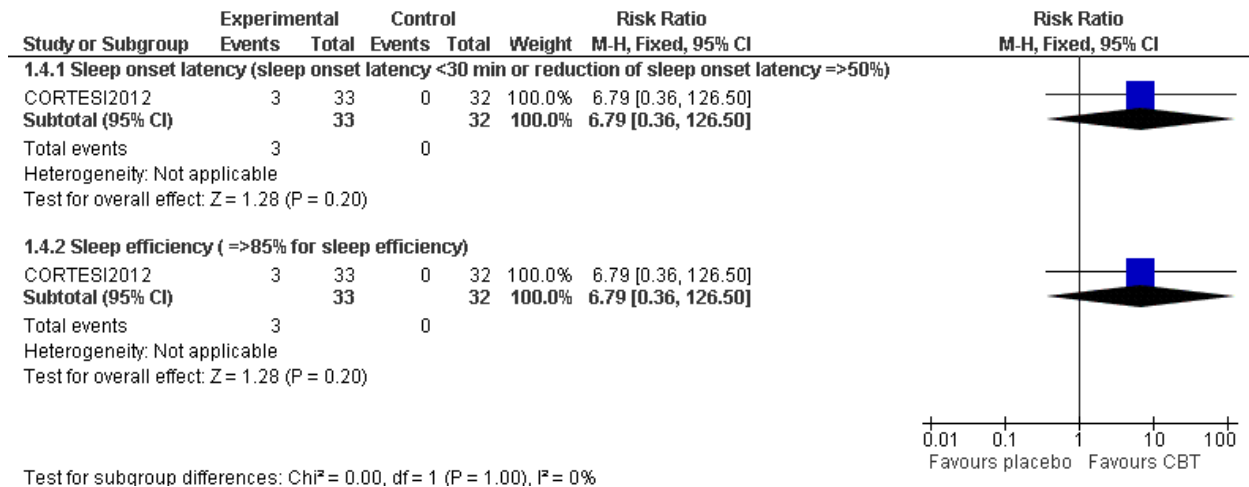 Experimental Control Risk Ratio Risk Ratio
Study or Subgroup Events Total Events Total Weight M-H, Fixed, 95% CI M-H, Fixed, 95% CI
1.4.1 Sleep onset latency (sleep onset latency <30 min or reduction of sleep onset latency =>50%)
CORTESI2012 3 33 0 32 100.0% 6.79 [0.36, 126.50]
Subtotal (95% CI) 33 32 100.0% 6.79 [0.36, 126.50]
Total events 3 0
Heterogeneity: Not applicable
Test for overall effect: Z = 1.28 (P = 0.20)
1.4.2 Sleep efficiency ( =>85% for sleep efficiency)
CORTESI2012 3 33 0 32 100.0% 6.79 [0.36, 126.50]
Subtotal (95% CI) 33 32 100.0% 6.79 [0.36, 126.50]
Total events 3 0
Heterogeneity: Not applicable
Test for overall effect: Z = 1.28 (P = 0.20)
0.01 0.1 1 10 100
Favours placebo Favours CBT
Test for subgroup differences: Chi² = 0.00, df = 1 (P = 1.00), I² = 0%